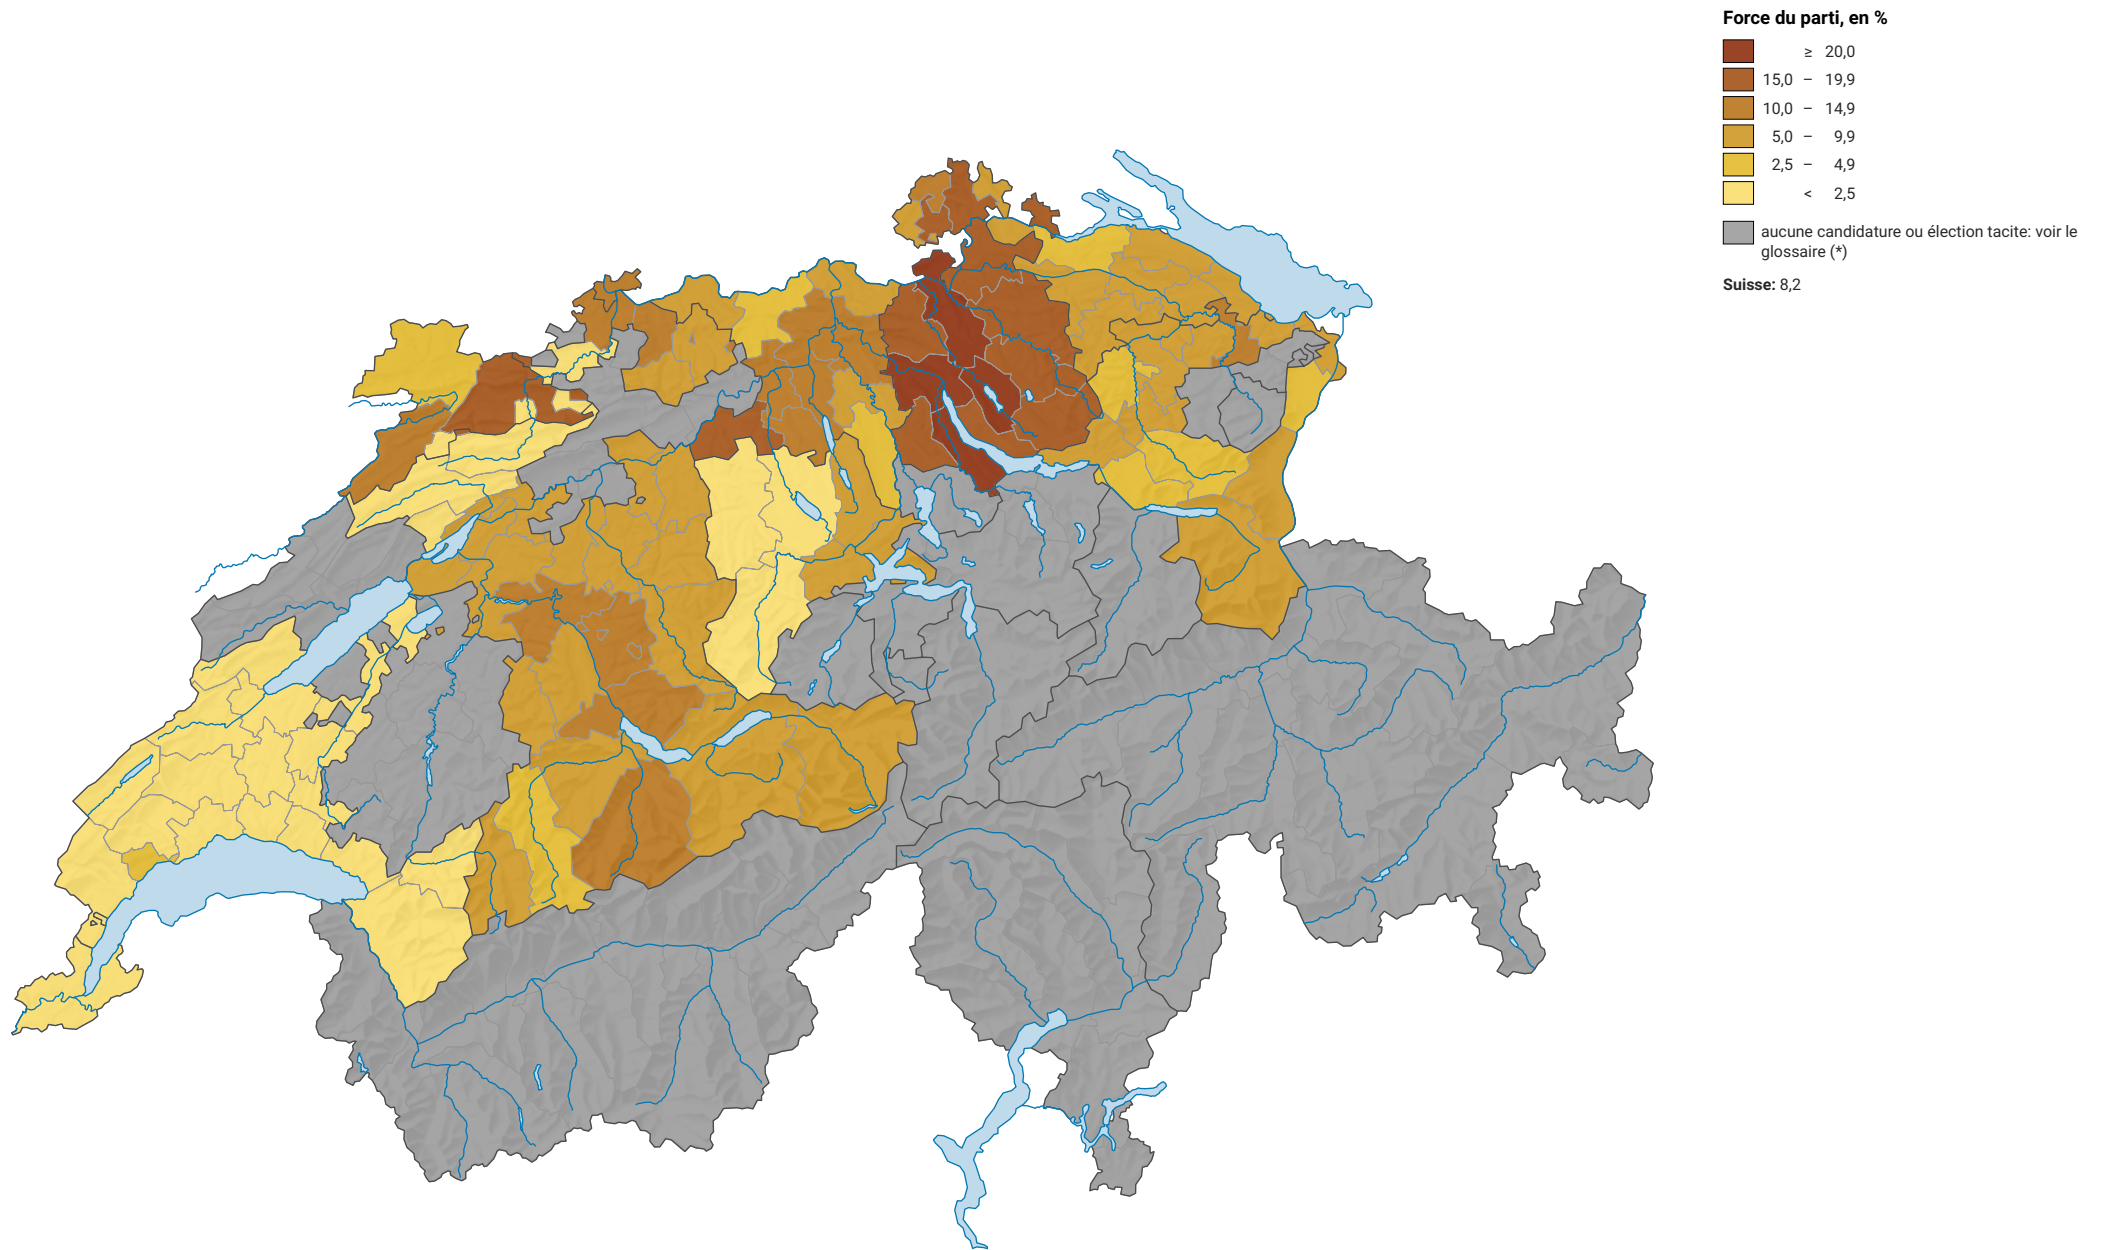 Force du parti, en %
≥ 20,0
15,0 – 19,9
10,0 – 14,9
5,0 – 9,9
2,5 – 4,9
< 2,5
aucune candidature ou élection tacite: voir le
glossaire (*)
Suisse: 8,2